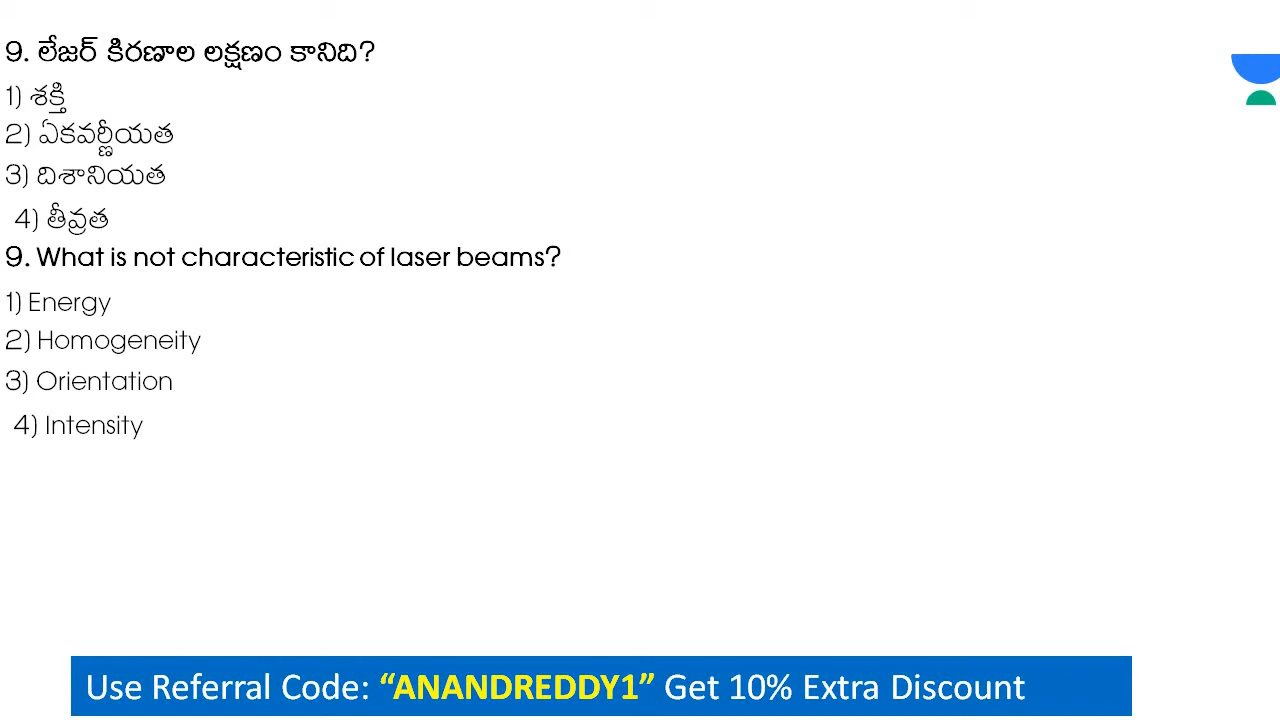 9. లేజర్ కిరణాల లక్షణం కానిది?
1) శక్తి
2) ఏకవర్ణీయత
3) దిశానియత
4) తీవ్రత
9. What is not characteristic of laser beams?
1) Energy
2) Homogeneity
3) Orientation
4) Intensity
Use Referral Code: “ANANDREDDY1” Get 10% Extra Discount